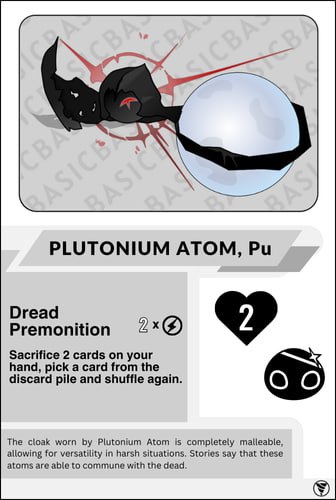 BASICBASICBAS
PLUTONIUM ATOM, Pu
Dread
Premonition
2 x
Sacrifice 2 cards on your
hand, pick a card from the
discard pile and shuffle again.
2
The cloak worn by Plutonium Atom is completely malleable,
allowing for versatility in harsh situations. Stories say that these
atoms are able to commune with the dead.